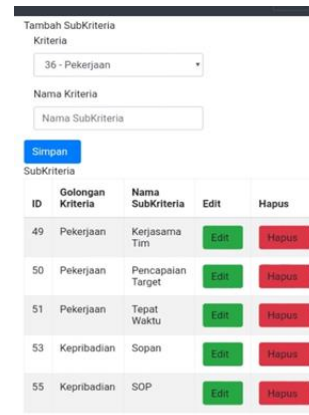 Tambah SubKriteria
Kriteria
36 - Pekerjaan
Nama Kriteria
Nama SubKriteria
Simpan
SubKriteria
ID Golongan Kriteria Nama SubKriteria Edit Hapus
49 Pekerjaan Kerjasama Tim Edit Hapus
50 Pekerjaan Pencapaian Target Edit Hapus
51 Pekerjaan Tepat Waktu Edit Hapus
53 Kepribadian Sopan Edit Hapus
55 Kepribadian SOP Edit Hapus